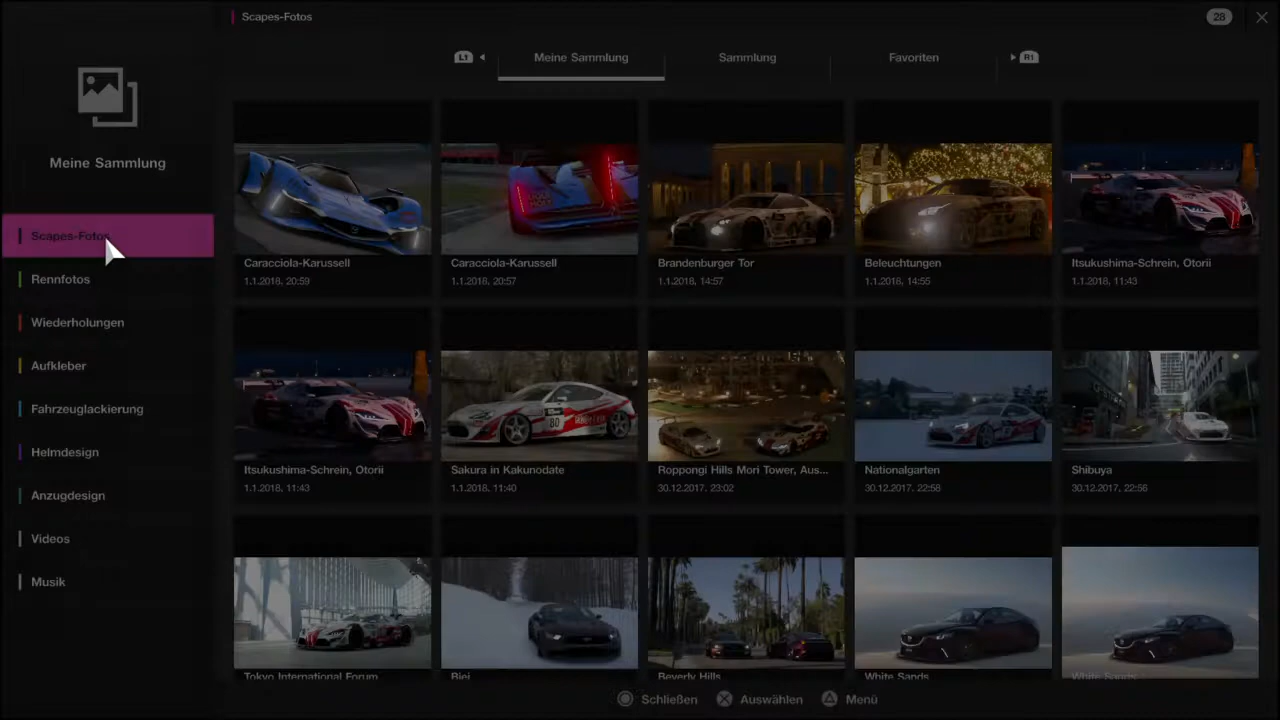 Scapes-Fotos
28
L1
Meine Sammlung
Sammlung
Favoriten
R1
Meine Sammlung
Scapes-Fotos
Rennfotos
Wiederholungen
Aufkleber
Fahrzeuglackierung
Helmdesign
Anzugdesign
Videos
Musik
Caracciola-Karussell
1.1.2018, 20:59
Caracciola-Karussell
1.1.2018, 20:57
Brandenburger Tor
1.1.2018, 14:57
Beleuchtungen
1.1.2018, 14:55
Itsukushima-Schrein, Otorii
1.1.2018, 11:43
Itsukushima-Schrein, Otorii
1.1.2018, 11:43
Sakura in Kakunodate
1.1.2018, 11:40
Roppongi Hills Mori Tower, Aus...
30.12.2017, 23:02
Nationalgarten
30.12.2017, 22:58
Shibuya
30.12.2017, 22:56
80
Tokyo International Forum
Biei
Beverly Hills
White Sands
White Sands
Schließen
Auswählen
Menü